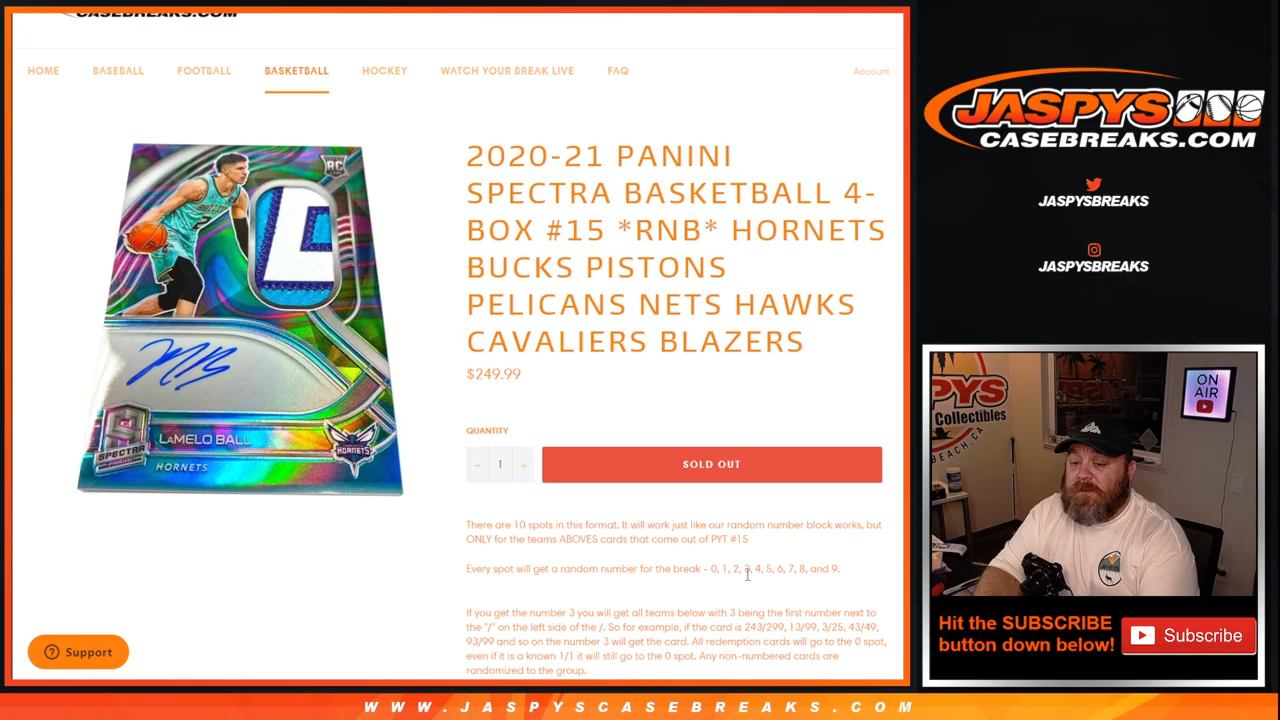 CASEBREAKS.COM
HOME BASEBALL FOOTBALL BASKETBALL HOCKEY WATCH YOUR BREAK LIVE FAQ Account
RC
LAMELO BALL
HORNETS
SPECTRA
HORNETS
2020-21 PANINI
SPECTRA BASKETBALL 4-
BOX #15 *RNB* HORNETS
BUCKS PISTONS
PELICANS NETS HAWKS
CAVALIERS BLAZERS
$249.99
QUANTITY
− 1 +
SOLD OUT
There are 10 spots in this format. It will work just like our random number block works, but
ONLY for the teams ABOVES cards that come out of PYT #15
Every spot will get a random number for the break - 0, 1, 2, 3, 4, 5, 6, 7, 8, and 9.
If you get the number 3 you will get all teams below with 3 being the first number next to
the "/" on the left side of the /. So for example, if the card is 243/299, 13/99, 3/25, 43/49,
93/99 and so on the number 3 will get the card. All redemption cards will go to the 0 spot,
even if it is a known 1/1 it will still go to the 0 spot. Any non-numbered cards are
randomized to the group.
Support
JASPYS
CASEBREAKS.COM
JASPYSBREAKS
JASPYSBREAKS
PYS
Collectibles
BEACH, CA
ON
AIR
Hit the SUBSCRIBE
button down below!
Subscribe
WWW.JASPYSCASEBREAKS.COM